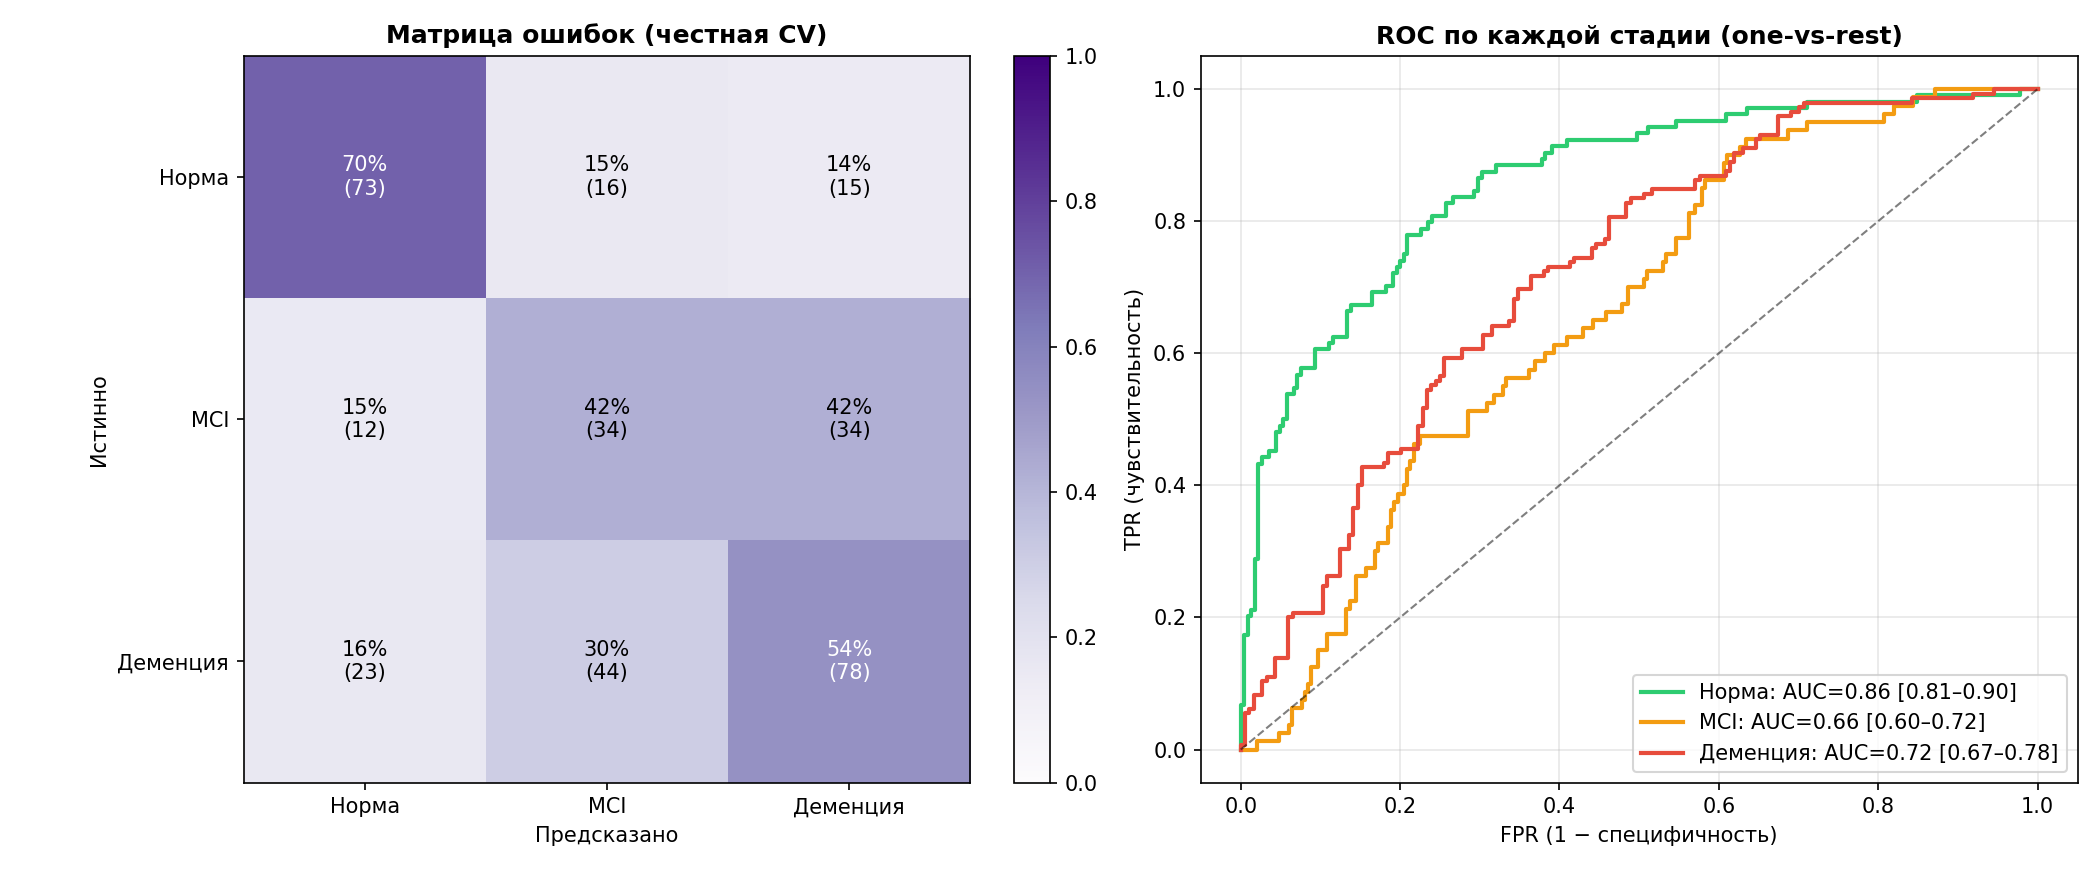 Матрица ошибок (честная CV)
Истинно
Норма
MCI
Деменция
70%
(73)
15%
(16)
14%
(15)
15%
(12)
42%
(34)
42%
(34)
16%
(23)
30%
(44)
54%
(78)
Норма
MCI
Деменция
Предсказано
1.0
0.8
0.6
0.4
0.2
0.0
ROC по каждой стадии (one-vs-rest)
TPR (чувствительность)
1.0
0.8
0.6
0.4
0.2
0.0
Норма: AUC=0.86 [0.81–0.90]
MCI: AUC=0.66 [0.60–0.72]
Деменция: AUC=0.72 [0.67–0.78]
0.0
0.2
0.4
0.6
0.8
1.0
FPR (1 − специфичность)